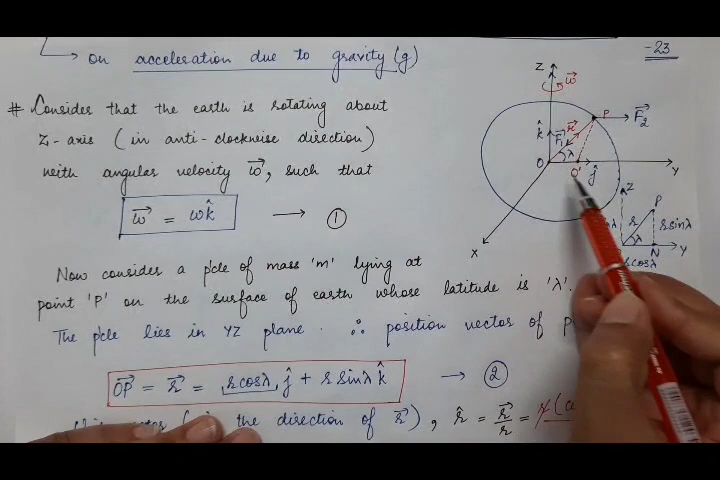 on acceleration due to gravity (g)
-23
# Consider that the earth is rotating about
Z-axis (in anti-clockwise direction)
with angular velocity ω⃗, such that
ω⃗ = ωk̂ → ①
Now consider a p'cle of mass 'm' lying at
point 'P' on the surface of earth whose latitude is 'λ'.
The p'cle lies in YZ plane. ∴ position vector of P
OP⃗ = r⃗ = r cosλ ĵ + r sinλ k̂ → ②
the direction of r⃗), r̂ = r⃗/r =
Z
ω⃗
P
F⃗₂
k̂
F⃗₁
r⃗
λ
O
O'
ĵ
Y
X
Z
P
r
r sinλ
λ
N
Y
r cosλ